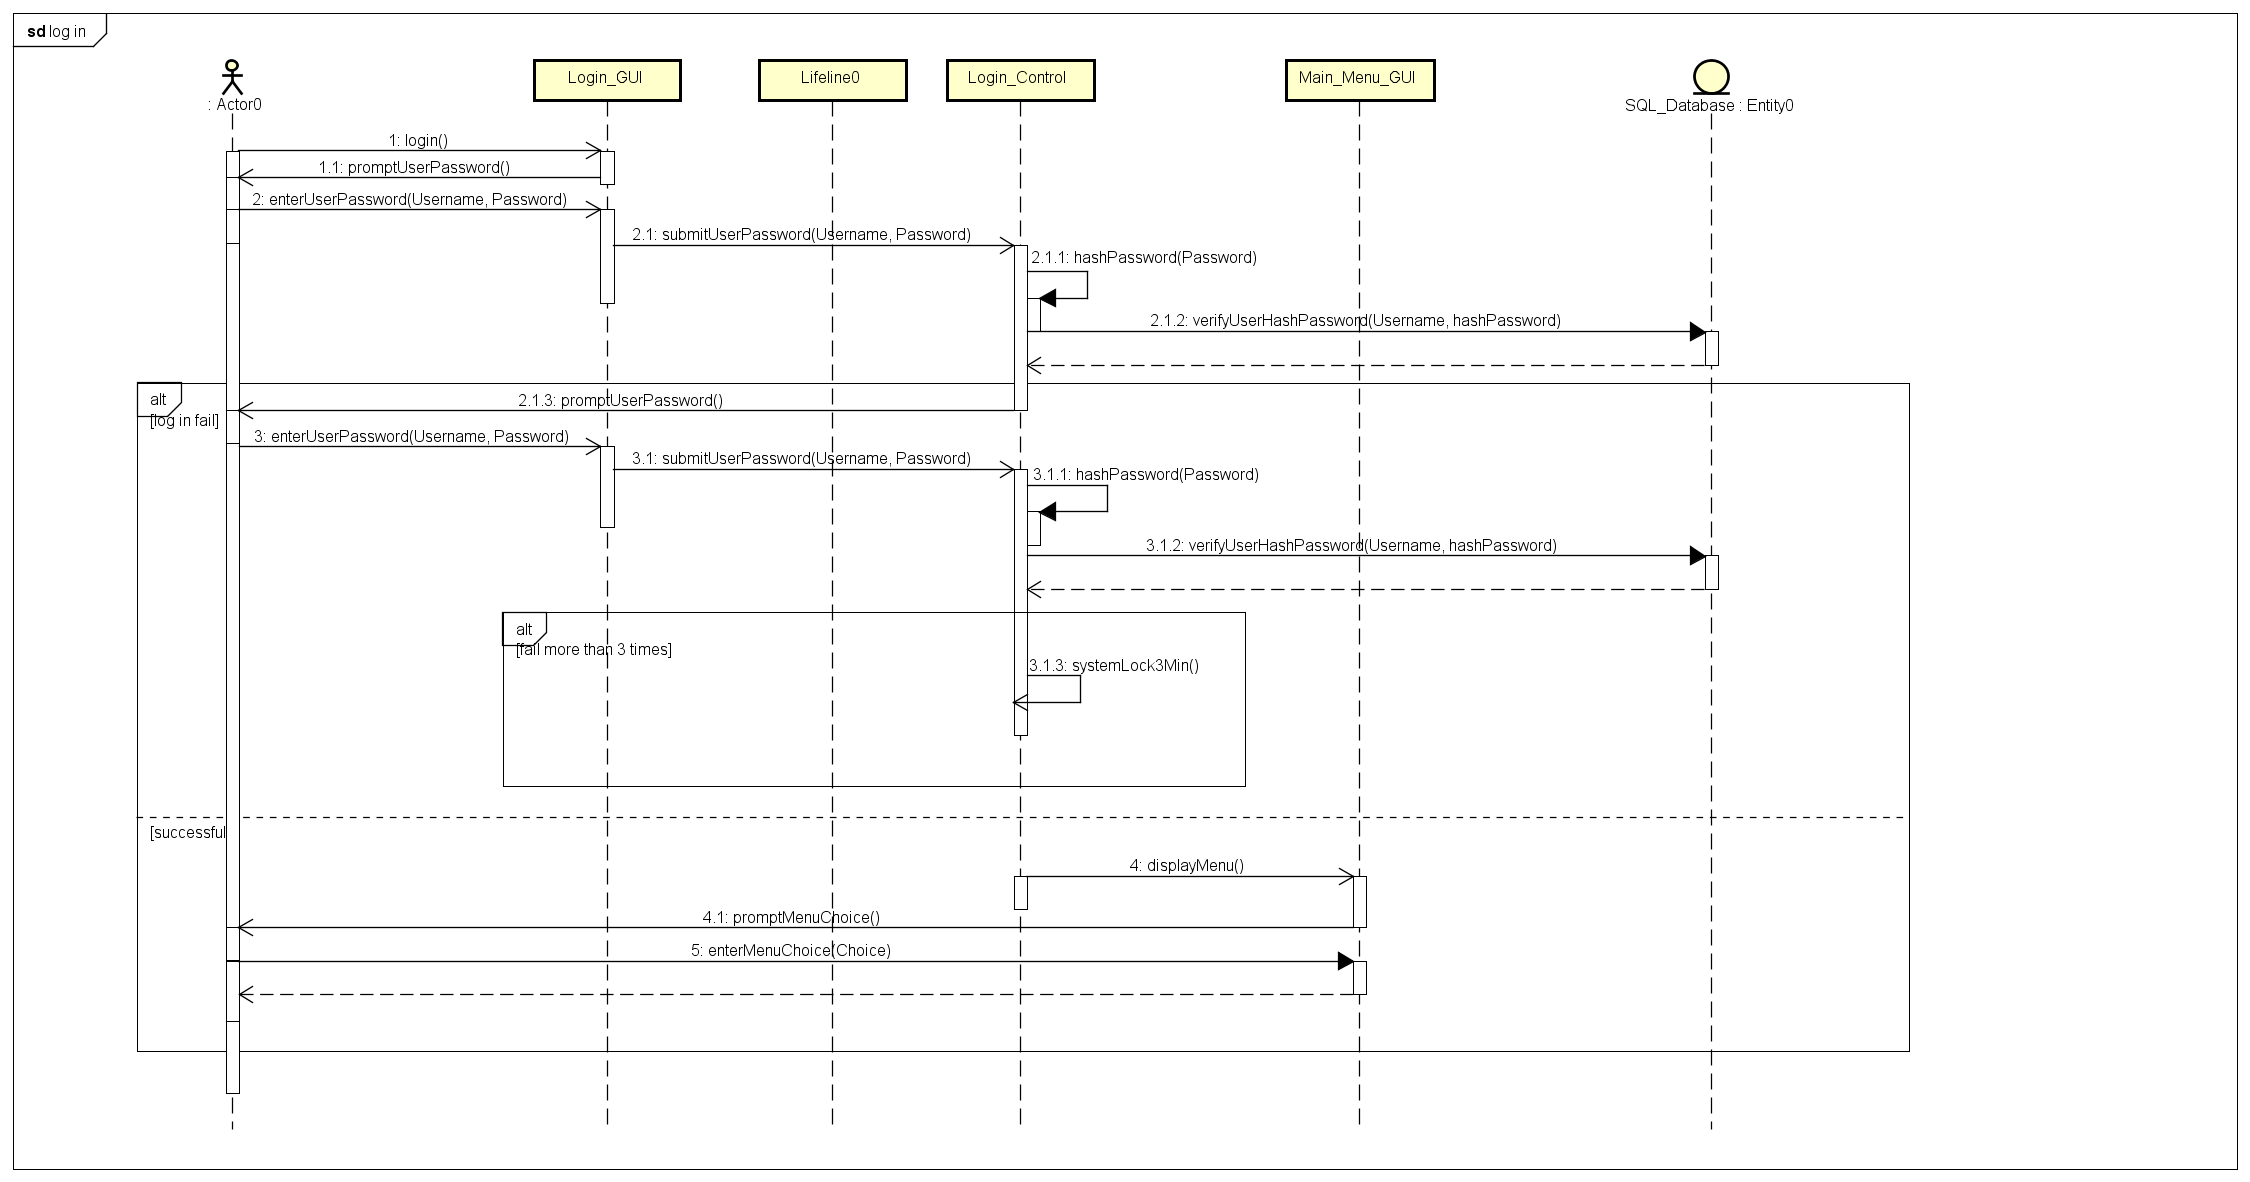 sd log in
: Actor0
Login_GUI
Lifeline0
Login_Control
Main_Menu_GUI
SQL_Database : Entity0
1: login()
1.1: promptUserPassword()
2: enterUserPassword(Username, Password)
2.1: submitUserPassword(Username, Password)
2.1.1: hashPassword(Password)
2.1.2: verifyUserHashPassword(Username, hashPassword)
alt
[log in fail]
2.1.3: promptUserPassword()
3: enterUserPassword(Username, Password)
3.1: submitUserPassword(Username, Password)
3.1.1: hashPassword(Password)
3.1.2: verifyUserHashPassword(Username, hashPassword)
alt
[fail more than 3 times]
3.1.3: systemLock3Min()
[successful
4: displayMenu()
4.1: promptMenuChoice()
5: enterMenuChoice(Choice)